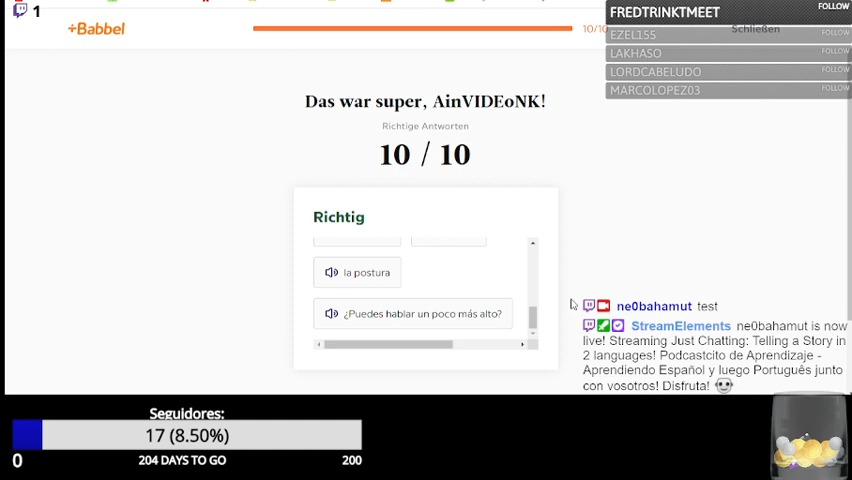 1
FREDTRINKTMEET
FOLLOW
+Babbel
10/10
Schließen
EZEL155
FOLLOW
LAKHASO
FOLLOW
LORDCABELUDO
FOLLOW
MARCOLOPEZ03
FOLLOW
Das war super, AinVIDEoNK!
Richtige Antworten
10 / 10
Richtig
la postura
¿Puedes hablar un poco más alto?
ne0bahamut test
StreamElements ne0bahamut is now
live! Streaming Just Chatting: Telling a Story in
2 languages! Podcastcito de Aprendizaje -
Aprendiendo Español y luego Português junto
con vosotros! Disfruta!
Seguidores:
17 (8.50%)
0
204 DAYS TO GO
200